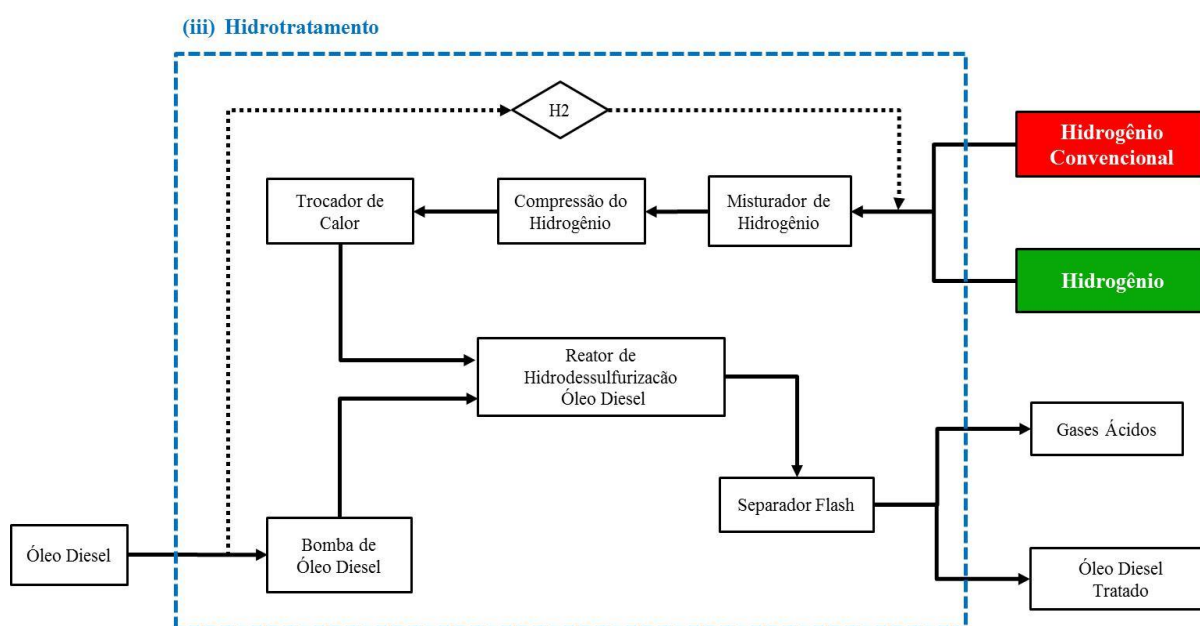 (iii) Hidrotratamento
H2
Hidrogênio
Convencional
Trocador de
Calor
Compressão do
Hidrogênio
Misturador de
Hidrogênio
Hidrogênio
Reator de
Hidrodessulfurizacão
Óleo Diesel
Gases Ácidos
Separador Flash
Óleo Diesel
Bomba de
Óleo Diesel
Óleo Diesel
Tratado